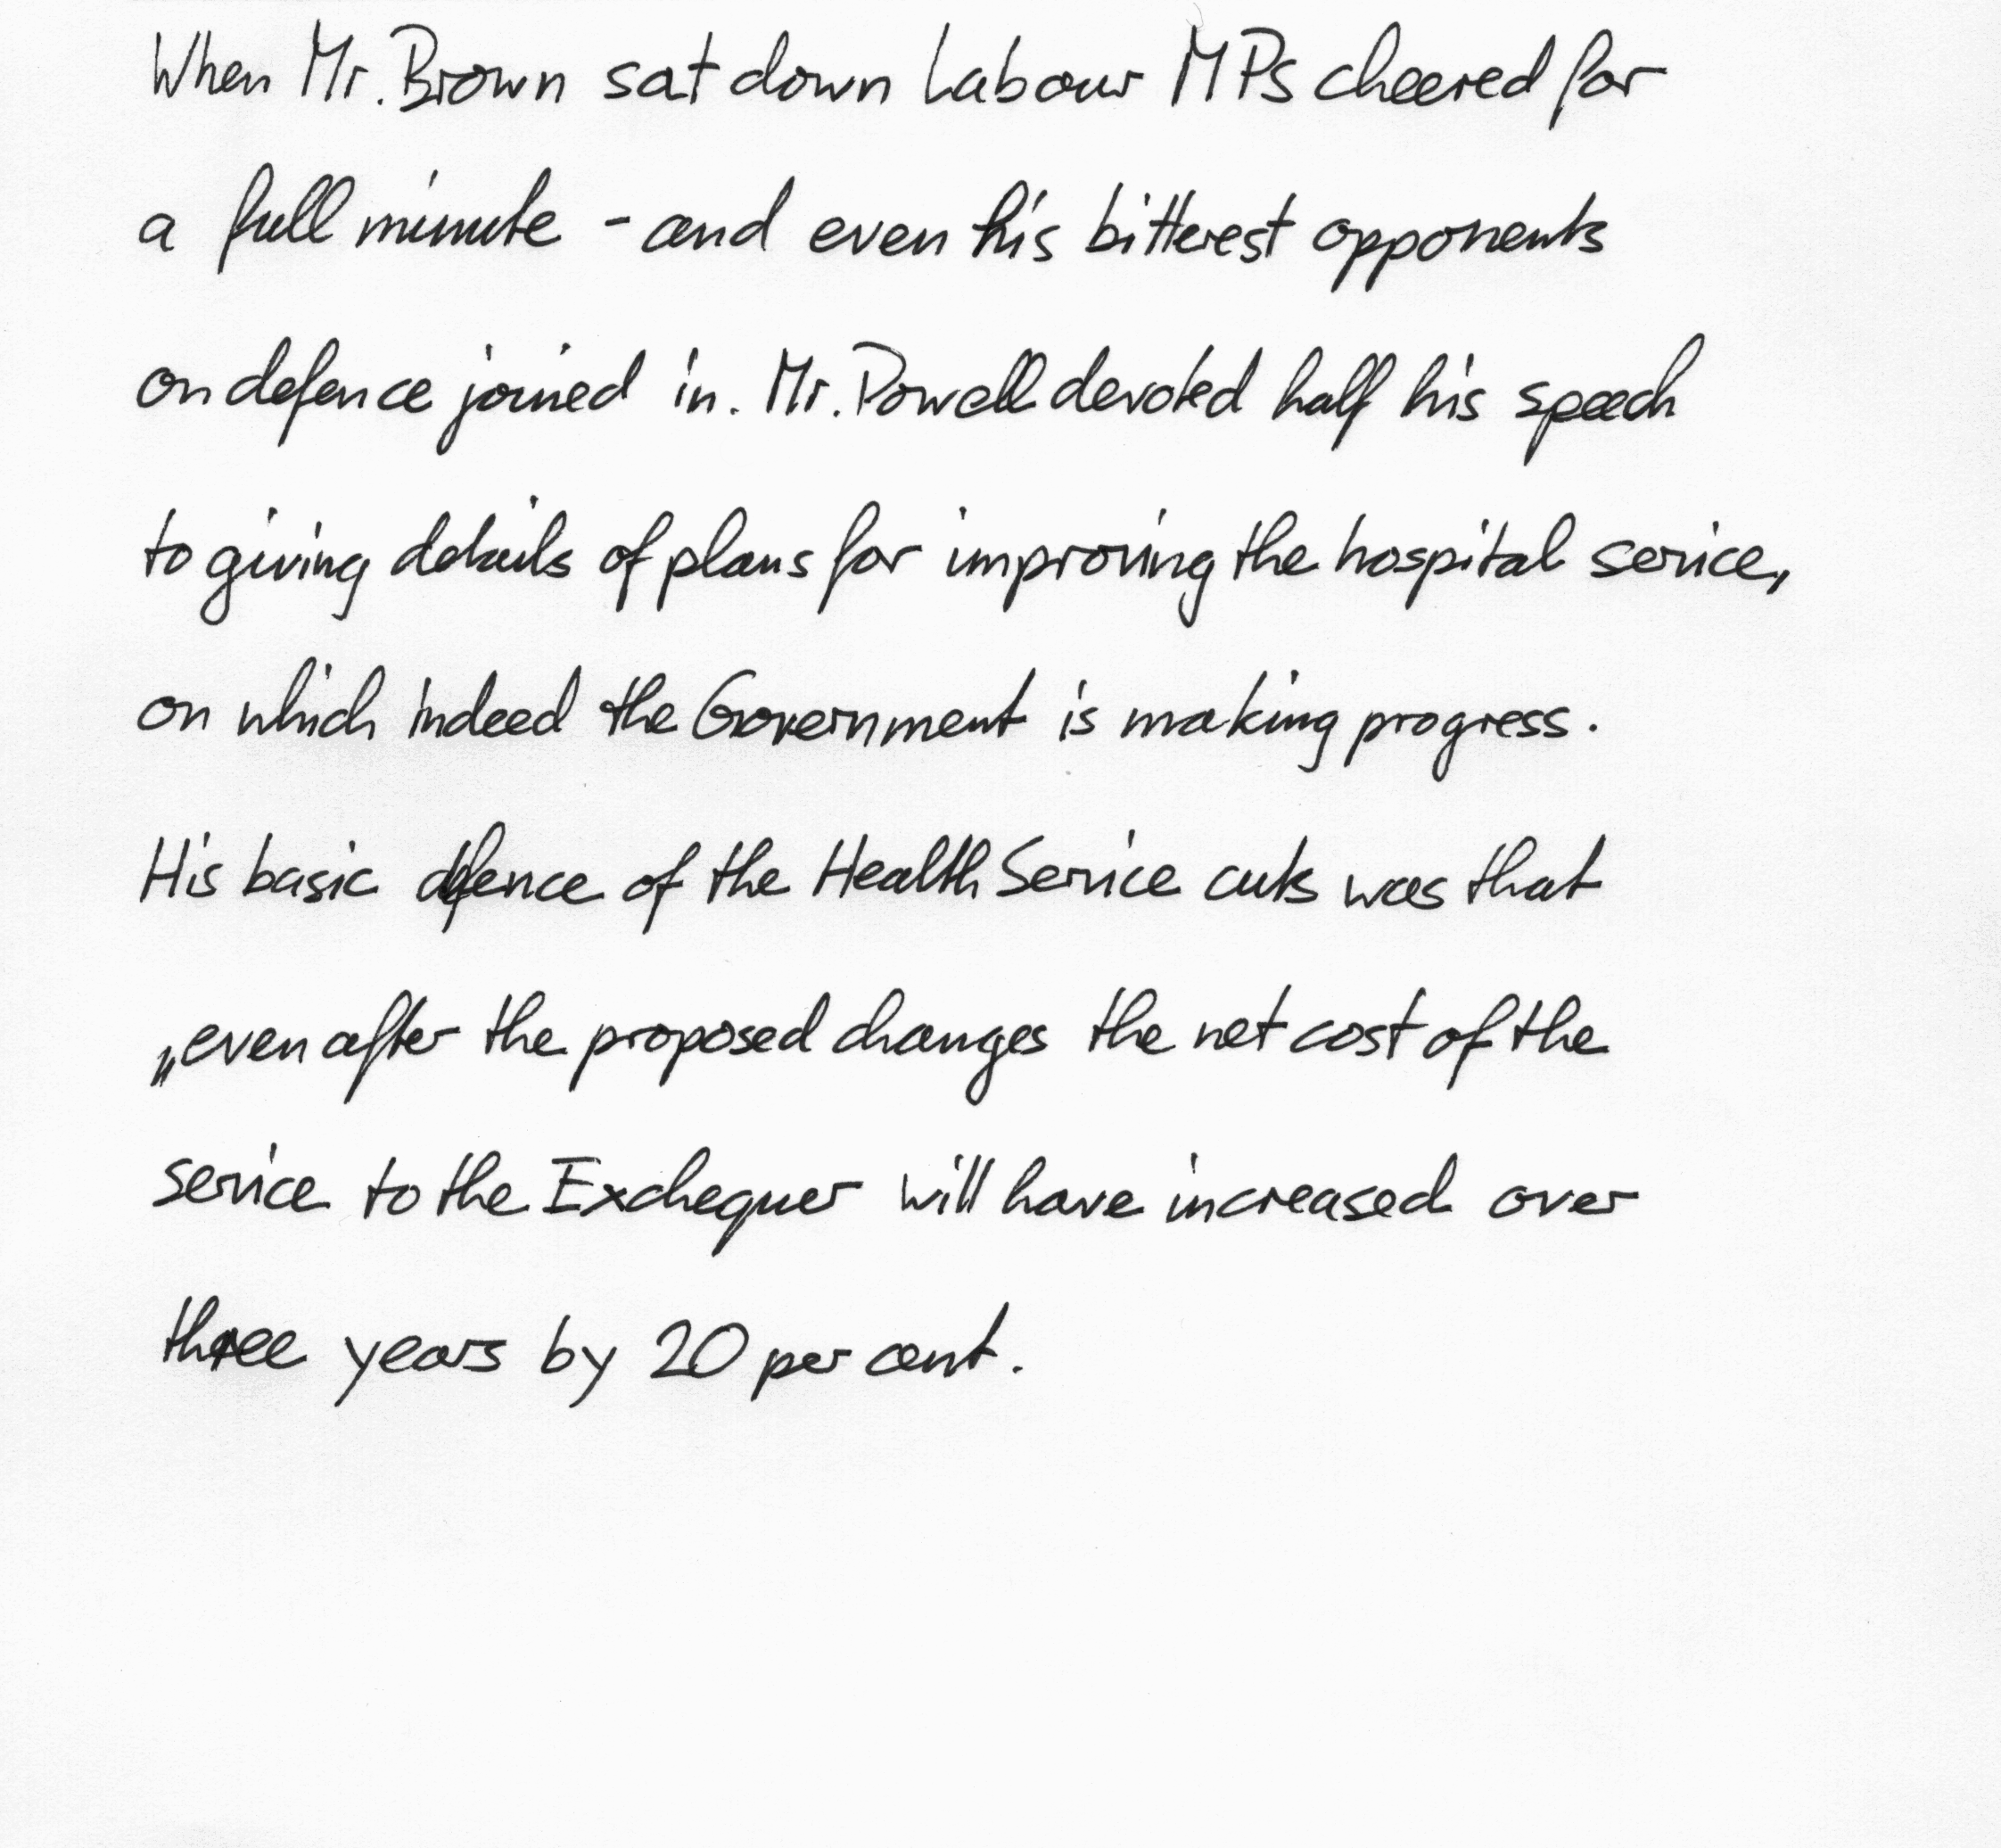 When Mr. Brown sat down Labour MPs cheered for
a full minute - and even his bitterest opponents
on defence joined in. Mr. Powell devoted half his speech
to giving details of plans for improving the hospital service,
on which indeed the Government is making progress.
His basic defence of the Health Service cuts was that
„even after the proposed changes the net cost of the
service to the Exchequer will have increased over
three years by 20 per cent.